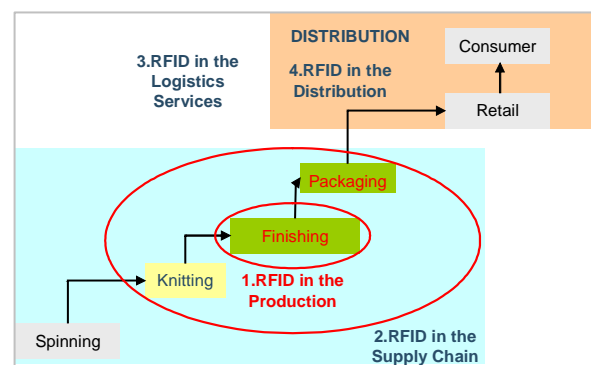 DISTRIBUTION
Consumer
3.RFID in the
Logistics
Services
4.RFID in the
Distribution
Retail
Packaging
Finishing
Knitting
1.RFID in the
Production
Spinning
2.RFID in the
Supply Chain